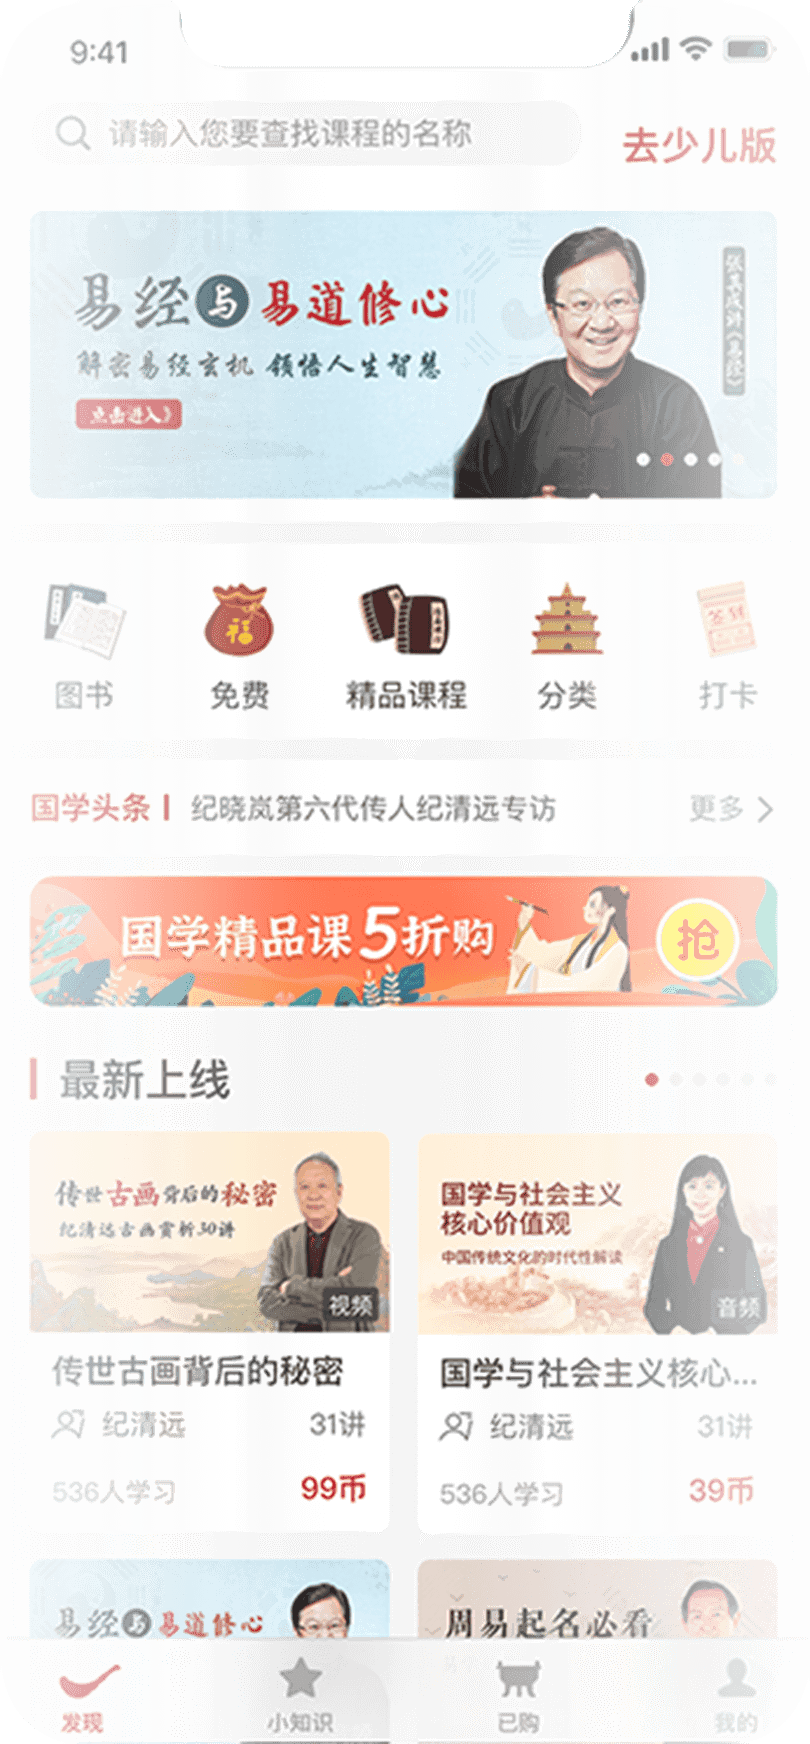 9:41
请输入您要查找课程的名称
去少儿版
易经与易道修心
解密易经玄机 领悟人生智慧
点击进入》
张其成讲《易经》
福
签到
图书
免费
精品课程
分类
打卡
国学头条
纪晓岚第六代传人纪清远专访
更多
国学精品课5折购
抢
最新上线
传世古画背后的秘密
纪清远古画赏析30讲
视频
国学与社会主义
核心价值观
中国传统文化的时代性解读
音频
传世古画背后的秘密
纪清远
31讲
536人学习
99币
国学与社会主义核心...
纪清远
31讲
536人学习
39币
易经与易道修心
周易起名必看
发现
小知识
已购
我的